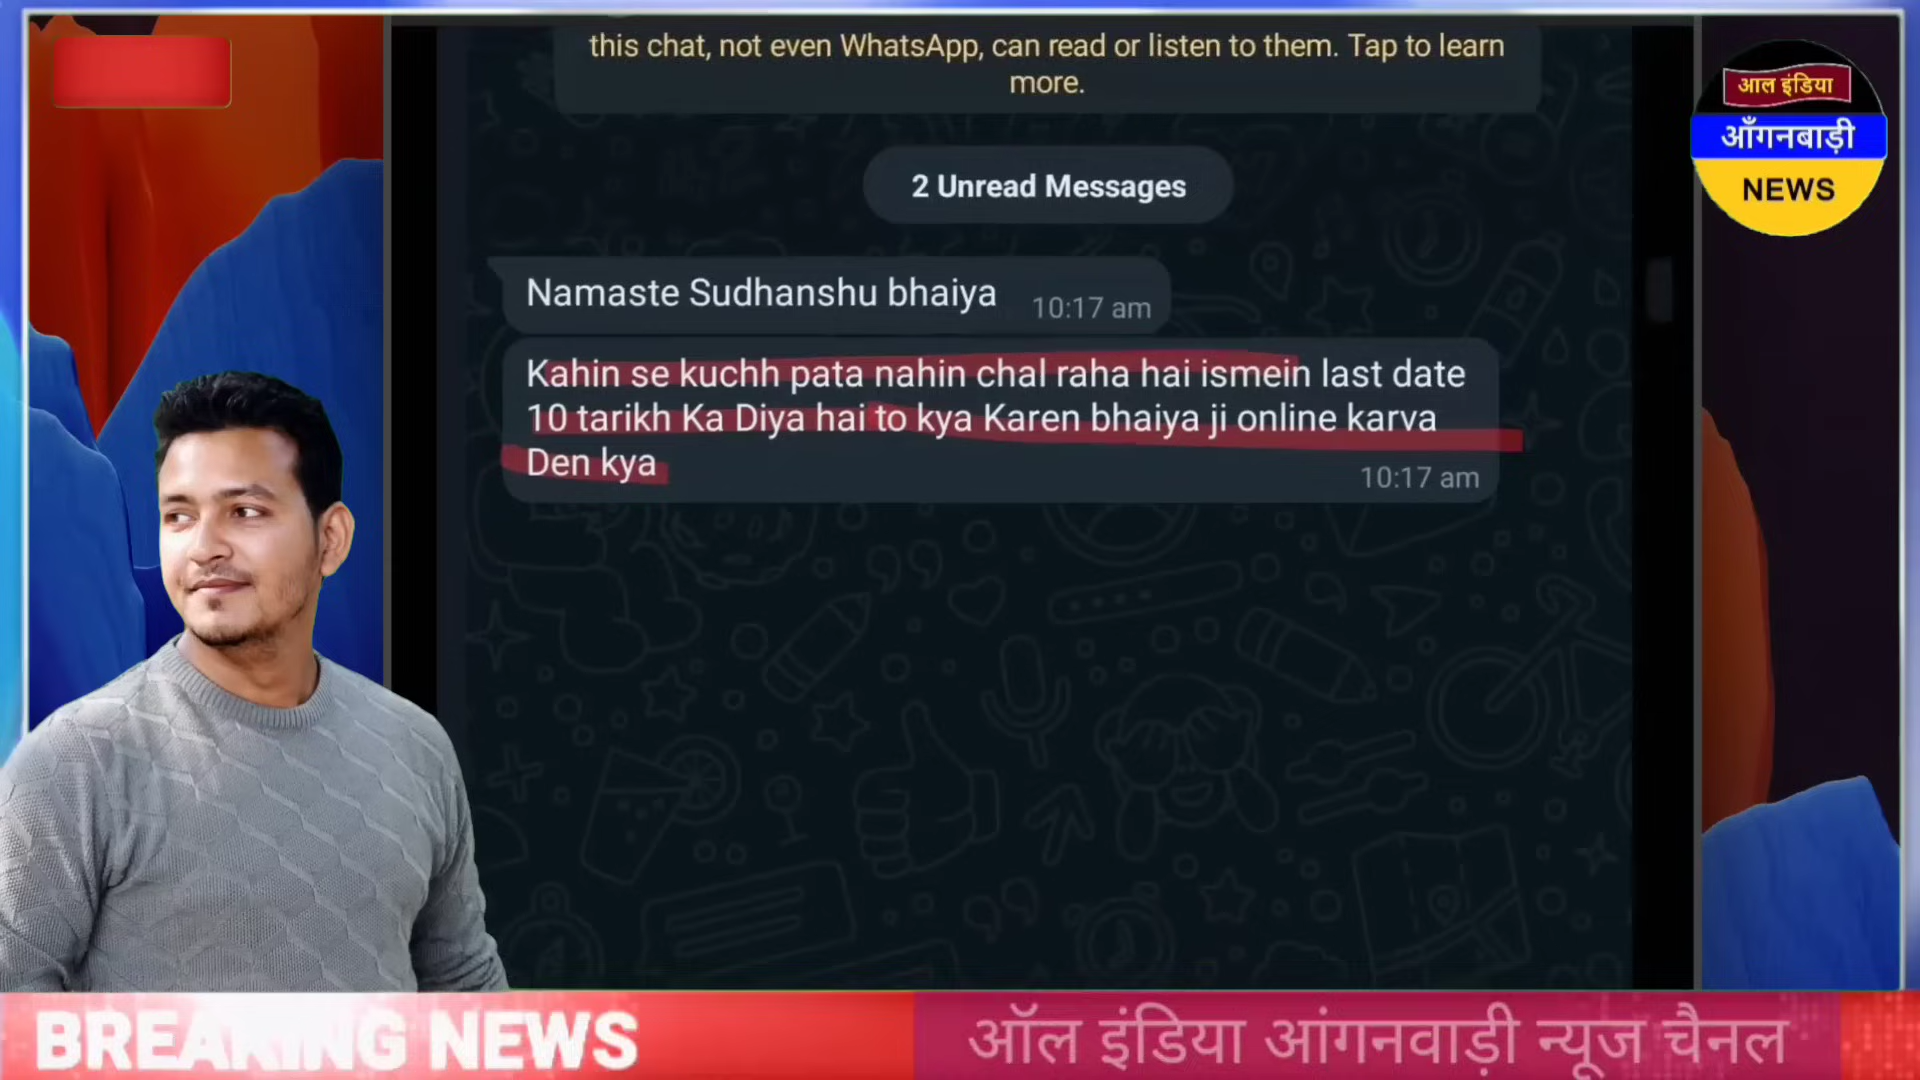 this chat, not even WhatsApp, can read or listen to them. Tap to learn
more.
आल इंडिया
आँगनबाड़ी
NEWS
2 Unread Messages
Namaste Sudhanshu bhaiya
10:17 am
Kahin se kuchh pata nahin chal raha hai ismein last date
10 tarikh Ka Diya hai to kya Karen bhaiya ji online karva
Den kya
10:17 am
BREAKING NEWS
ऑल इंडिया आंगनवाड़ी न्यूज चैनल